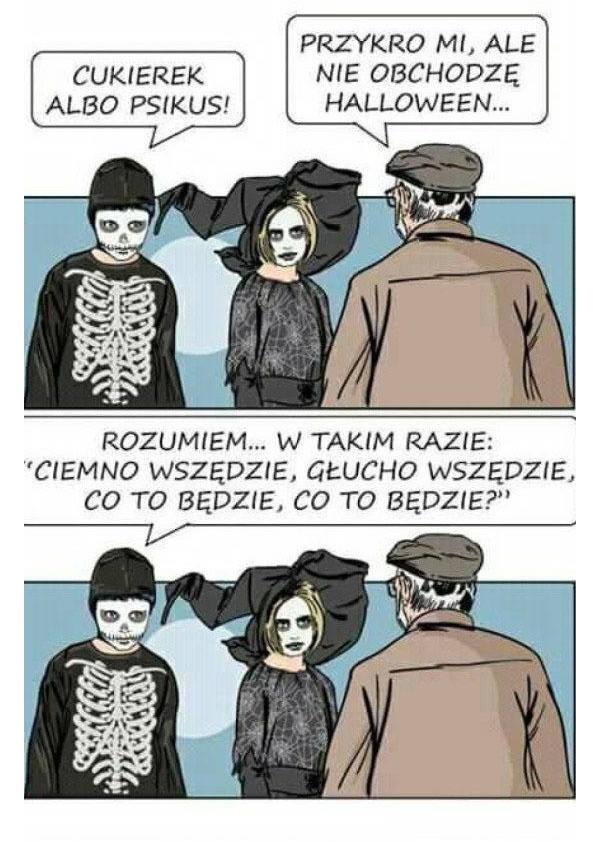 CUKIEREK
ALBO PSIKUS!
PRZYKRO MI, ALE
NIE OBCHODZĘ
HALLOWEEN...
ROZUMIEM... W TAKIM RAZIE:
"CIEMNO WSZĘDZIE, GŁUCHO WSZĘDZIE,
CO TO BĘDZIE, CO TO BĘDZIE?"